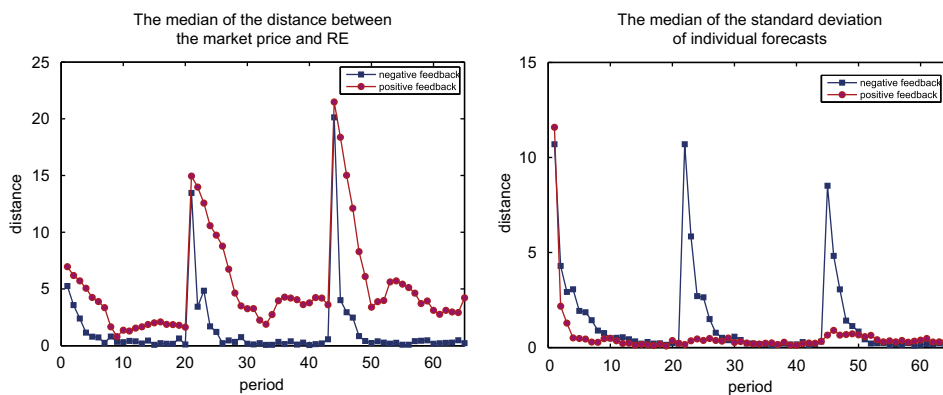 The median of the distance between
the market price and RE
25
20
15
10
5
0
0 10 20 30 40 50 60
distance
period
negative feedback
positive feedback
The median of the standard deviation
of individual forecasts
15
10
5
0
0 10 20 30 40 50 60
distance
period
negative feedback
positive feedback